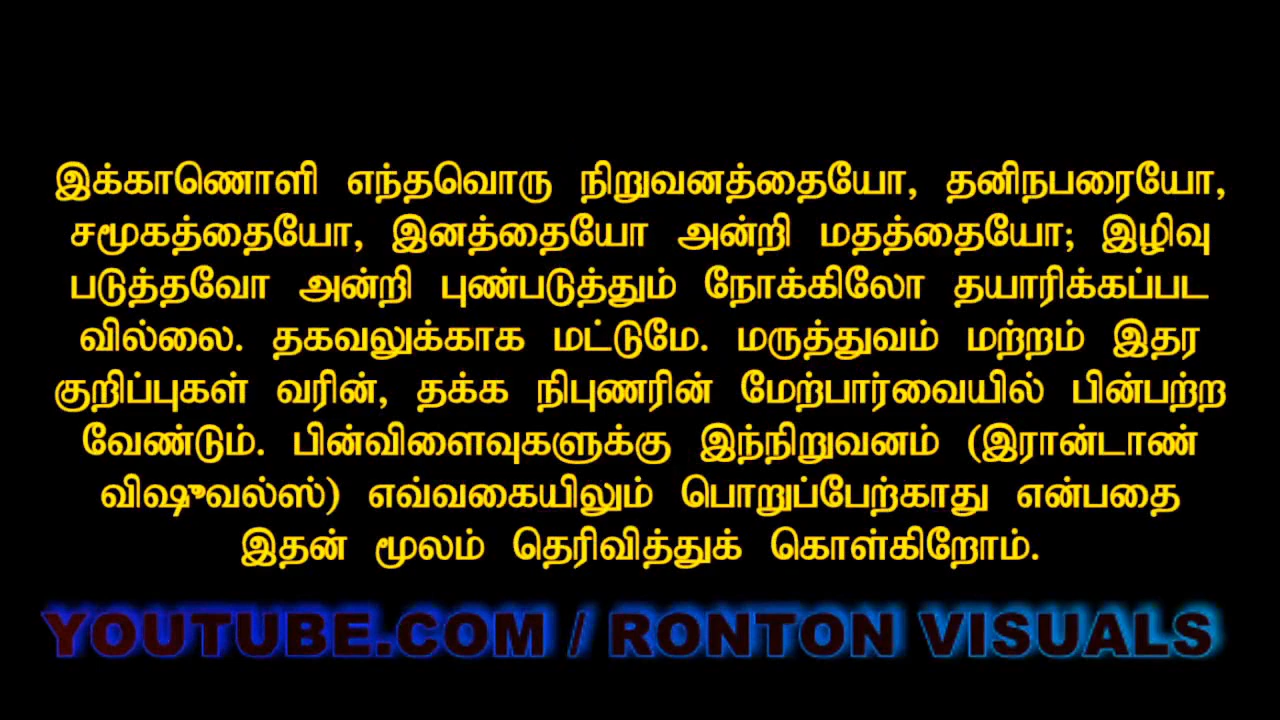 இக்காணொளி எந்தவொரு நிறுவனத்தையோ, தனிநபரையோ,
சமூகத்தையோ, இனத்தையோ அன்றி மதத்தையோ; இழிவு
படுத்தவோ அன்றி புண்படுத்தும் நோக்கிலோ தயாரிக்கப்பட
வில்லை. தகவலுக்காக மட்டுமே. மருத்துவம் மற்றம் இதர
குறிப்புகள் வரின், தக்க நிபுணரின் மேற்பார்வையில் பின்பற்ற
வேண்டும். பின்விளைவுகளுக்கு இந்நிறுவனம் (இரான்டாண்
விஷுவல்ஸ்) எவ்வகையிலும் பொறுப்பேற்காது என்பதை
இதன் மூலம் தெரிவித்துக் கொள்கிறோம்.
YOUTUBE.COM / RONTON VISUALS